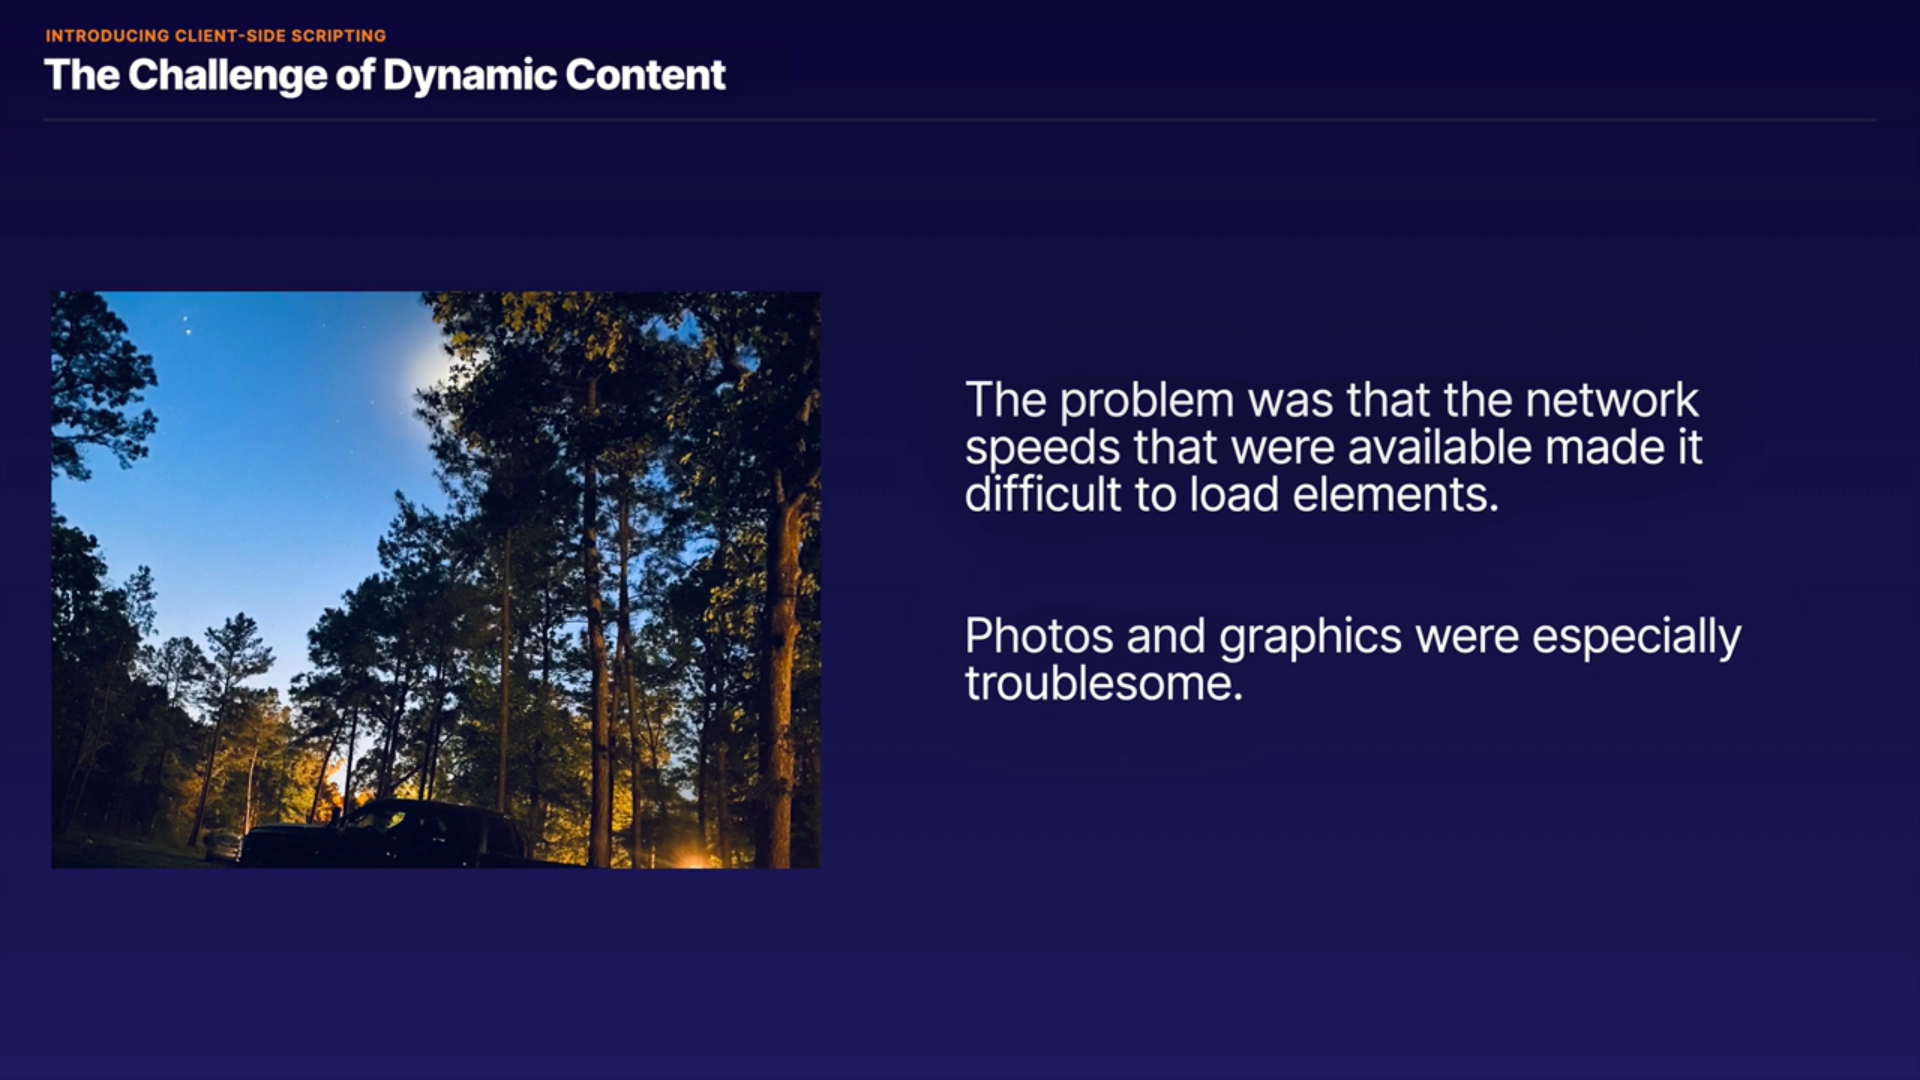 INTRODUCING CLIENT-SIDE SCRIPTING
The Challenge of Dynamic Content
The problem was that the network
speeds that were available made it
difficult to load elements.
Photos and graphics were especially
troublesome.